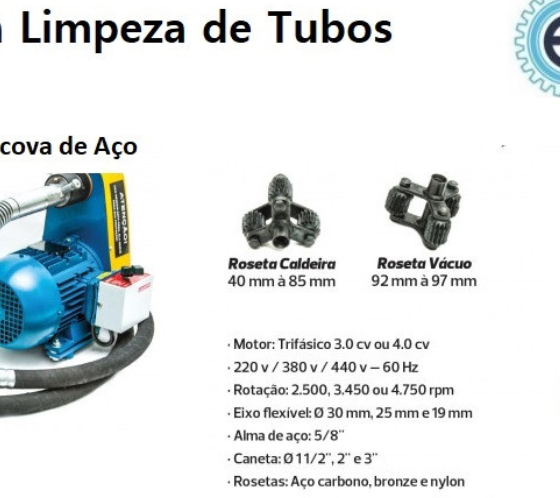 Limpeza de Tubos
cova de Aço
ATENÇÃO!
Roseta Caldeira
40 mm à 85 mm
Roseta Vácuo
92 mm à 97 mm
· Motor: Trifásico 3.0 cv ou 4.0 cv
· 220 v / 380 v / 440 v – 60 Hz
· Rotação: 2.500, 3.450 ou 4.750 rpm
· Eixo flexível: Ø 30 mm, 25 mm e 19 mm
· Alma de aço: 5/8"
· Caneta: Ø 11/2", 2" e 3"
· Rosetas: Aço carbono, bronze e nylon